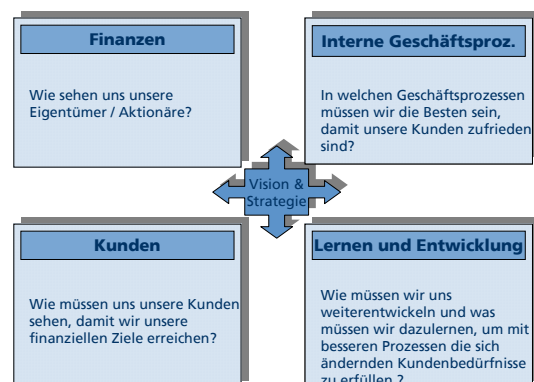 Finanzen
Wie sehen uns unsere
Eigentümer / Aktionäre?
Interne Geschäftsproz.
In welchen Geschäftsprozessen
müssen wir die Besten sein,
damit unsere Kunden zufrieden
sind?
Vision &
Strategie
Kunden
Wie müssen uns unsere Kunden
sehen, damit wir unsere
finanziellen Ziele erreichen?
Lernen und Entwicklung
Wie müssen wir uns
weiterentwickeln und was
müssen wir dazulernen, um mit
besseren Prozessen die sich
ändernden Kundenbedürfnisse
zu erfüllen ?